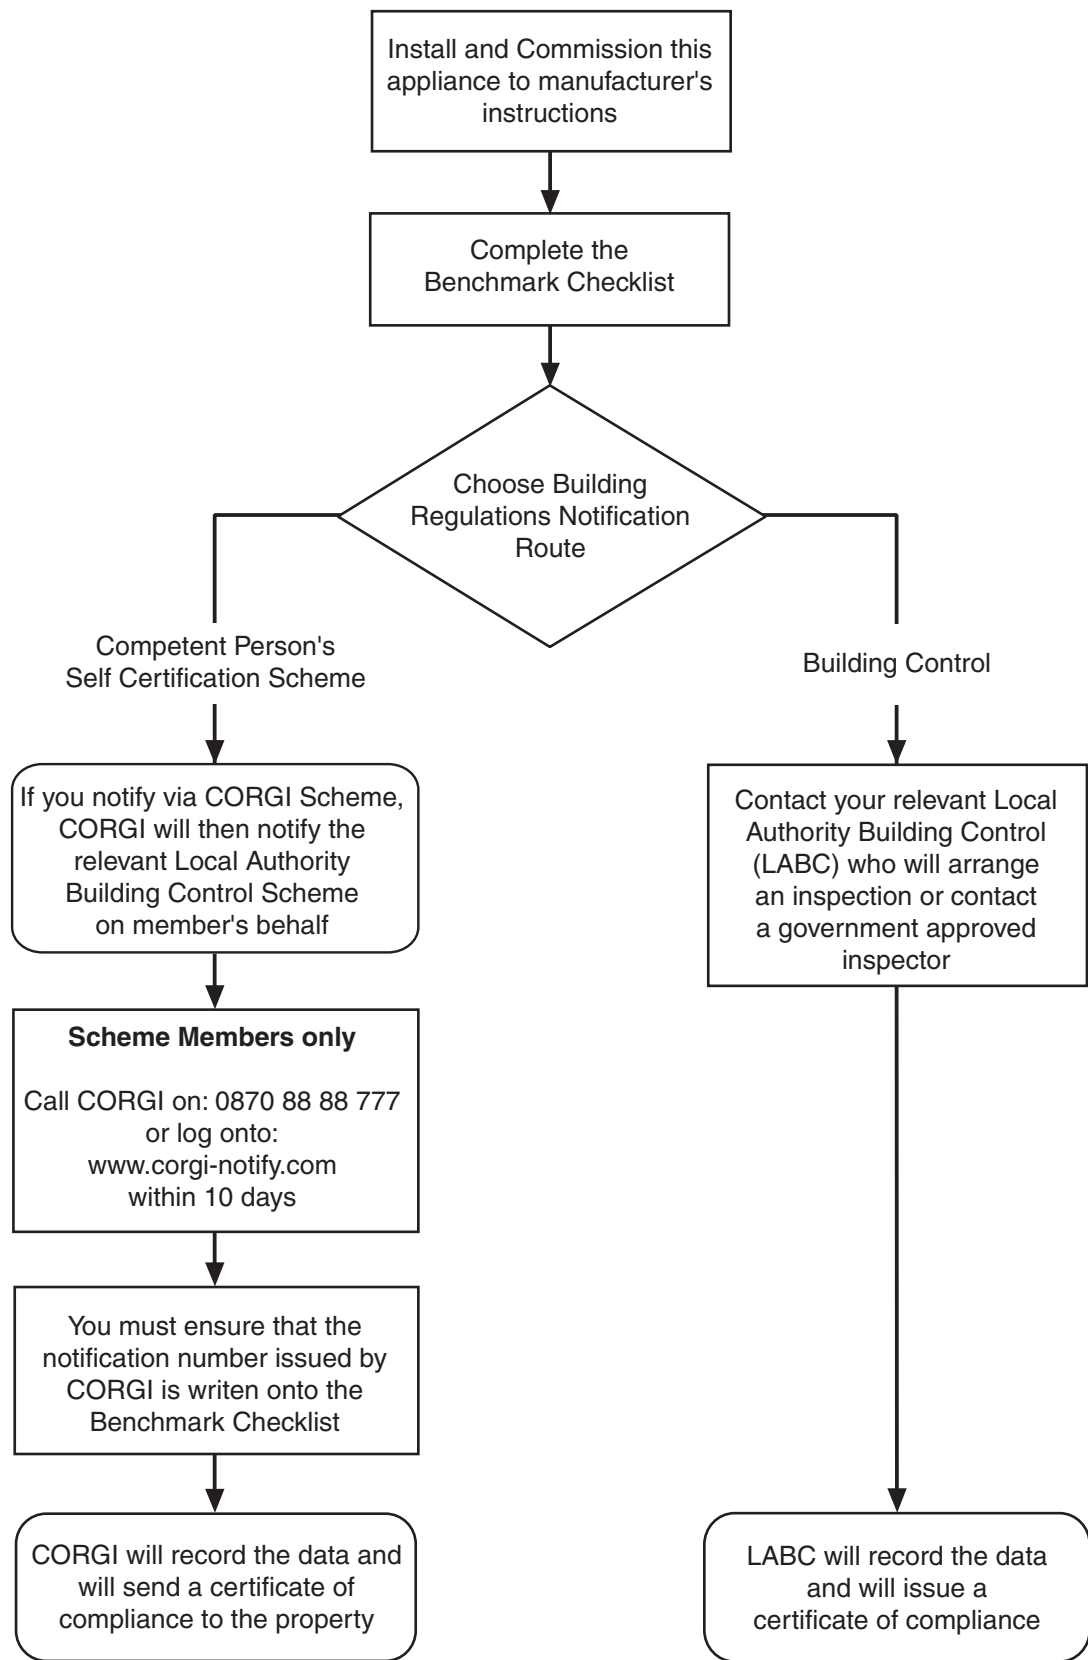 Install and Commission this
appliance to manufacturer's
instructions
Complete the
Benchmark Checklist
Choose Building
Regulations Notification
Route
Competent Person's
Self Certification Scheme
Building Control
If you notify via CORGI Scheme,
CORGI will then notify the
relevant Local Authority
Building Control Scheme
on member's behalf
Contact your relevant Local
Authority Building Control
(LABC) who will arrange
an inspection or contact
a government approved
inspector
Scheme Members only
Call CORGI on: 0870 88 88 777
or log onto:
www.corgi-notify.com
within 10 days
You must ensure that the
notification number issued by
CORGI is writen onto the
Benchmark Checklist
CORGI will record the data and
will send a certificate of
compliance to the property
LABC will record the data
and will issue a
certificate of compliance